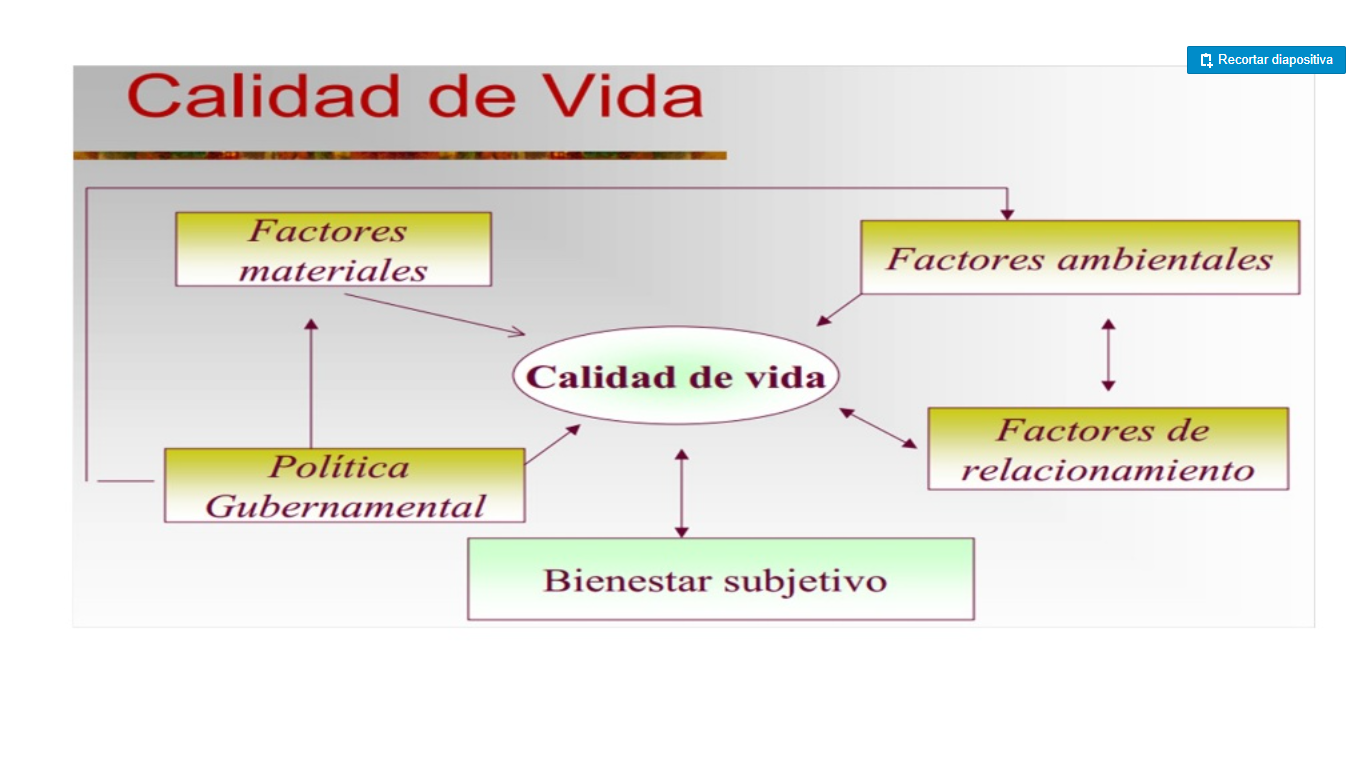 Recortar diapositiva
Calidad de Vida
Factores
materiales
Factores ambientales
Calidad de vida
Factores de
relacionamiento
Política
Gubernamental
Bienestar subjetivo